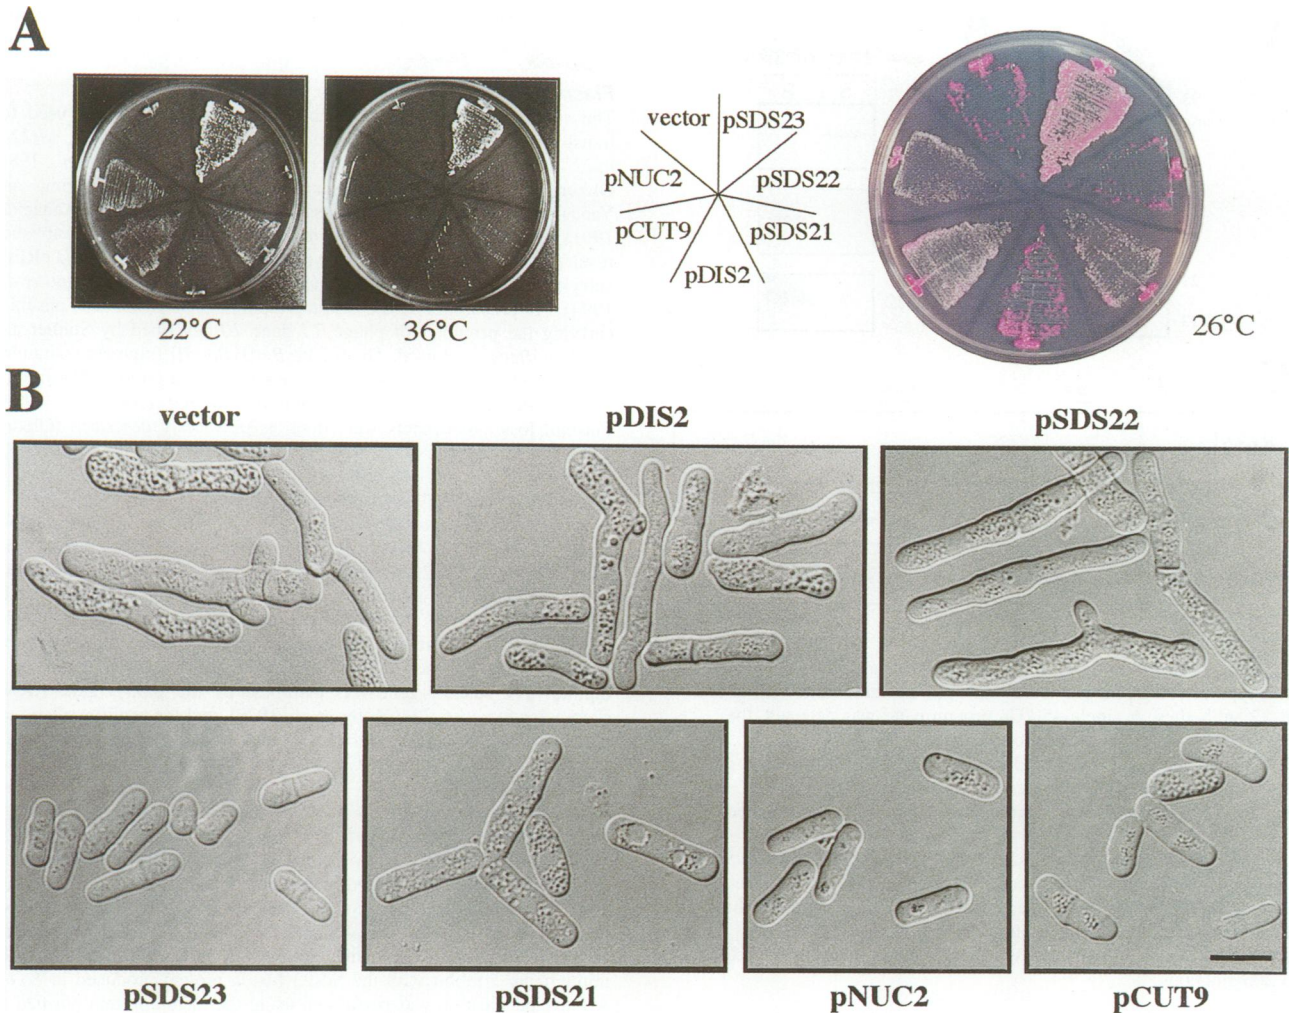 A
vector pSDS23
pNUC2 pSDS22
pCUT9 pSDS21
pDIS2
22°C 36°C 26°C
B
vector pDIS2 pSDS22
pSDS23 pSDS21 pNUC2 pCUT9